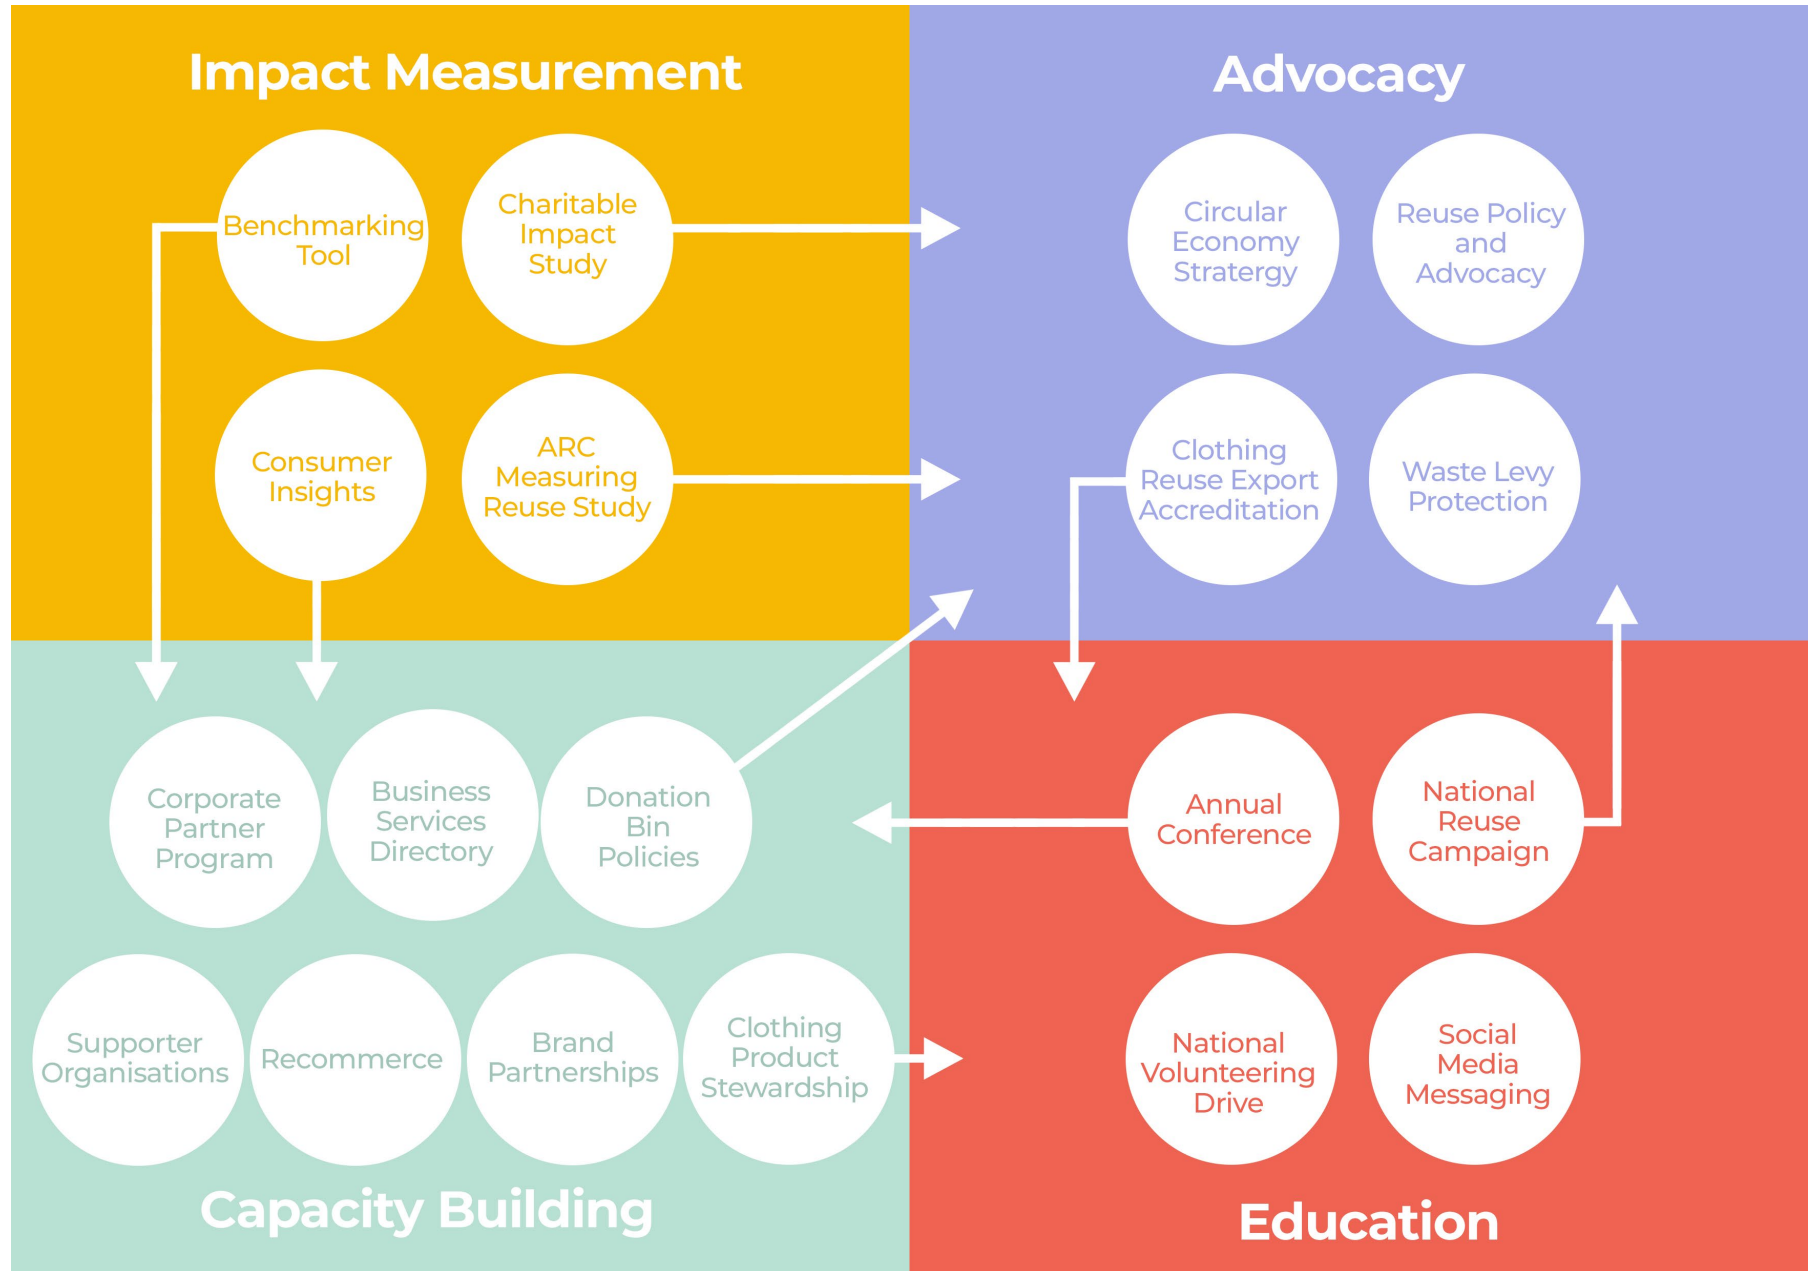 Impact Measurement
Benchmarking
Tool
Charitable
Impact
Study
Consumer
Insights
ARC
Measuring
Reuse Study
Advocacy
Circular
Economy
Stratergy
Reuse Policy
and
Advocacy
Clothing
Reuse Export
Accreditation
Waste Levy
Protection
Corporate
Partner
Program
Business
Services
Directory
Donation
Bin
Policies
Supporter
Organisations
Recommerce
Brand
Partnerships
Clothing
Product
Stewardship
Capacity Building
Annual
Conference
National
Reuse
Campaign
National
Volunteering
Drive
Social
Media
Messaging
Education